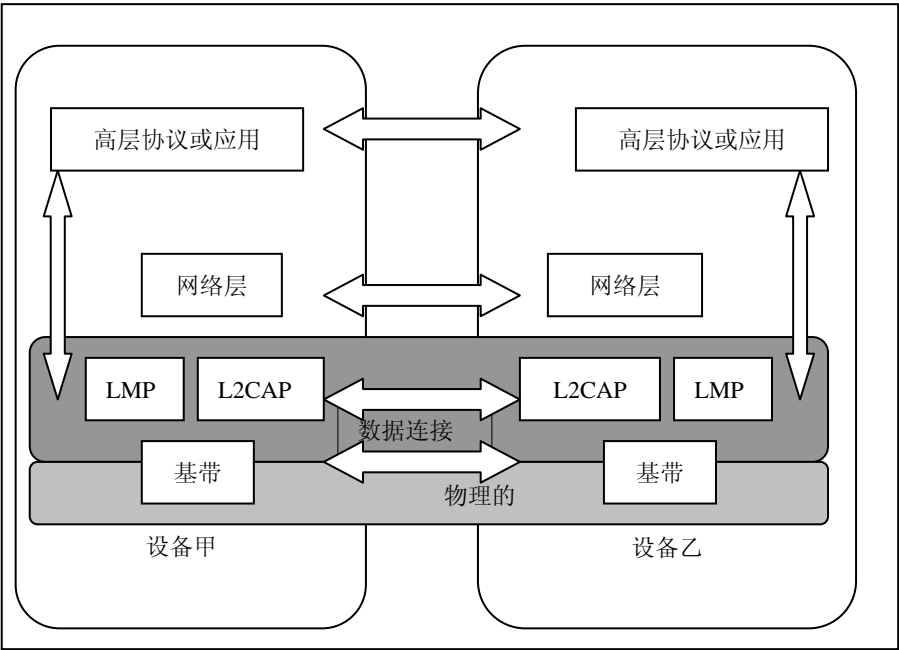 高层协议或应用
高层协议或应用
网络层
网络层
LMP
L2CAP
L2CAP
LMP
数据连接
基带
基带
物理的
设备甲
设备乙